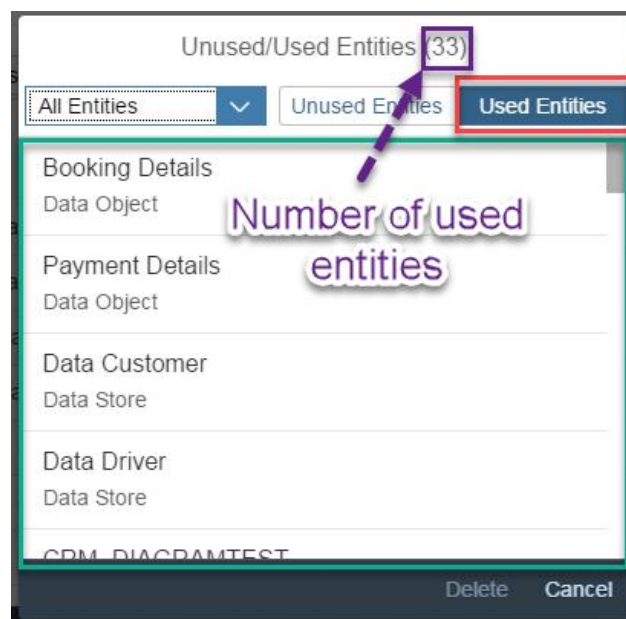 Unused/Used Entities (33)
All Entities
Unused Entities
Used Entities
Booking Details
Data Object
Number of used
entities
Payment Details
Data Object
Data Customer
Data Store
Data Driver
Data Store
CRM_DIAGRAMTEST
Delete
Cancel